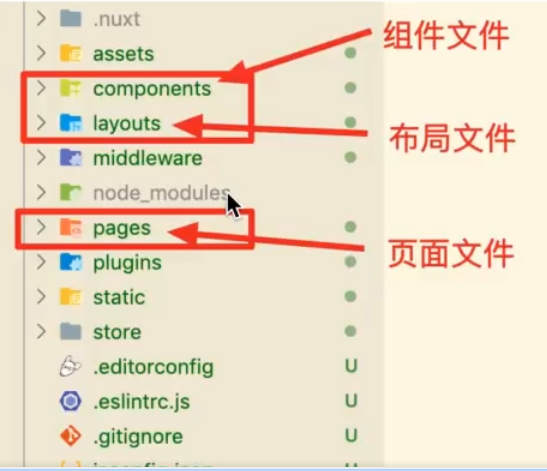 .nuxt
组件文件
assets
components
layouts
布局文件
middleware
node_modules
pages
页面文件
plugins
static
store
.editorconfig U
.eslintrc.js U
.gitignore U